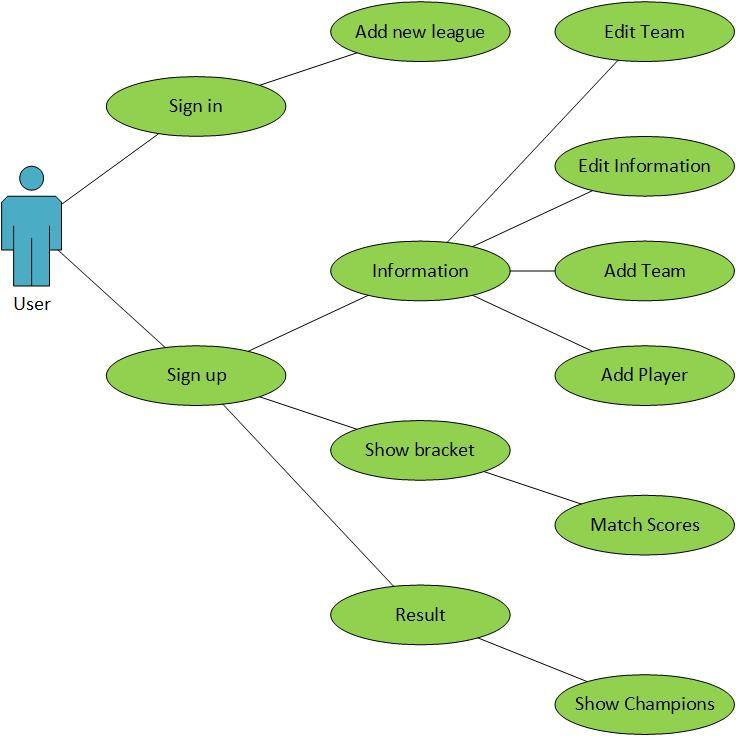 Add new league
Edit Team
Sign in
Edit Information
User
Information
Add Team
Sign up
Add Player
Show bracket
Match Scores
Result
Show Champions